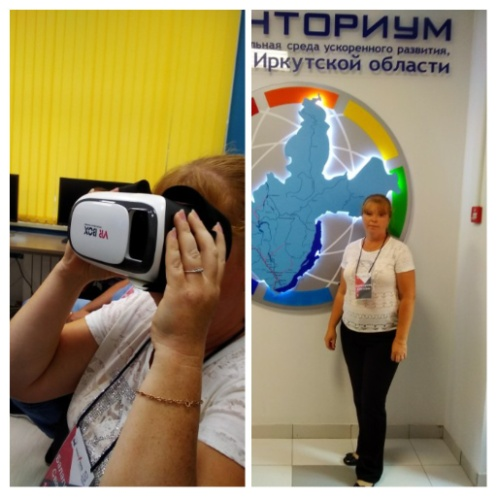 VR BOX
НТОРИУМ
льная среда ускоренного развития,
Иркутской области